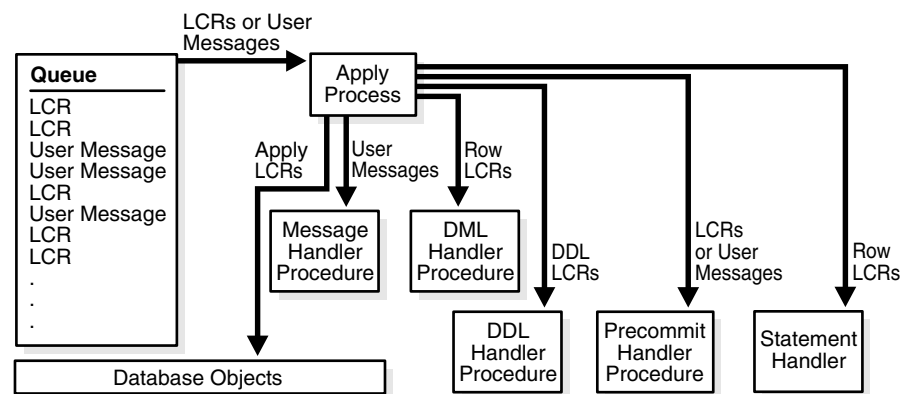 LCRs or User
Messages
Queue
LCR
LCR
User Message
User Message
LCR
User Message
LCR
LCR
.
.
.
Apply
Process
Apply
LCRs
User
Messages
Row
LCRs
DDL
LCRs
LCRs
or User
Messages
Row
LCRs
Message
Handler
Procedure
DML
Handler
Procedure
DDL
Handler
Procedure
Precommit
Handler
Procedure
Statement
Handler
Database Objects